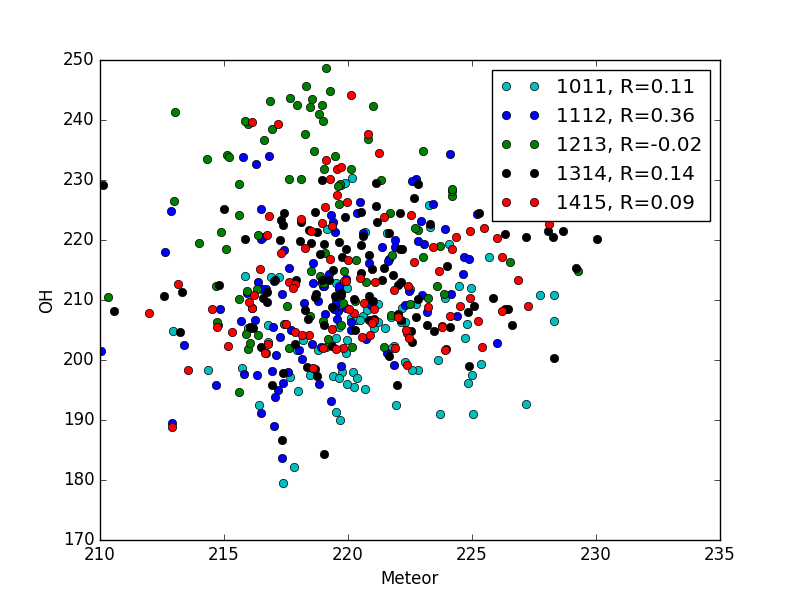 250
240
230
220
210
200
190
180
170
OH
1011, R=0.11
1112, R=0.36
1213, R=-0.02
1314, R=0.14
1415, R=0.09
210 215 220 225 230 235
Meteor